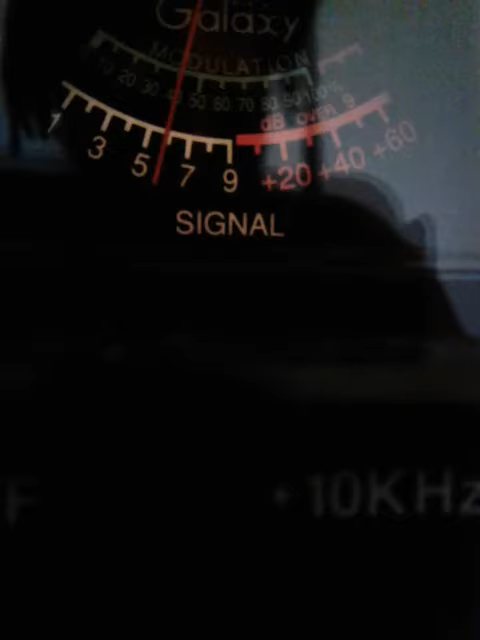 Galaxy
MODULATION
10 20 30 40 50 60 70 80 90 100%
dB over 9
1 3 5 7 9 +20 +40 +60
SIGNAL
F +10KHz